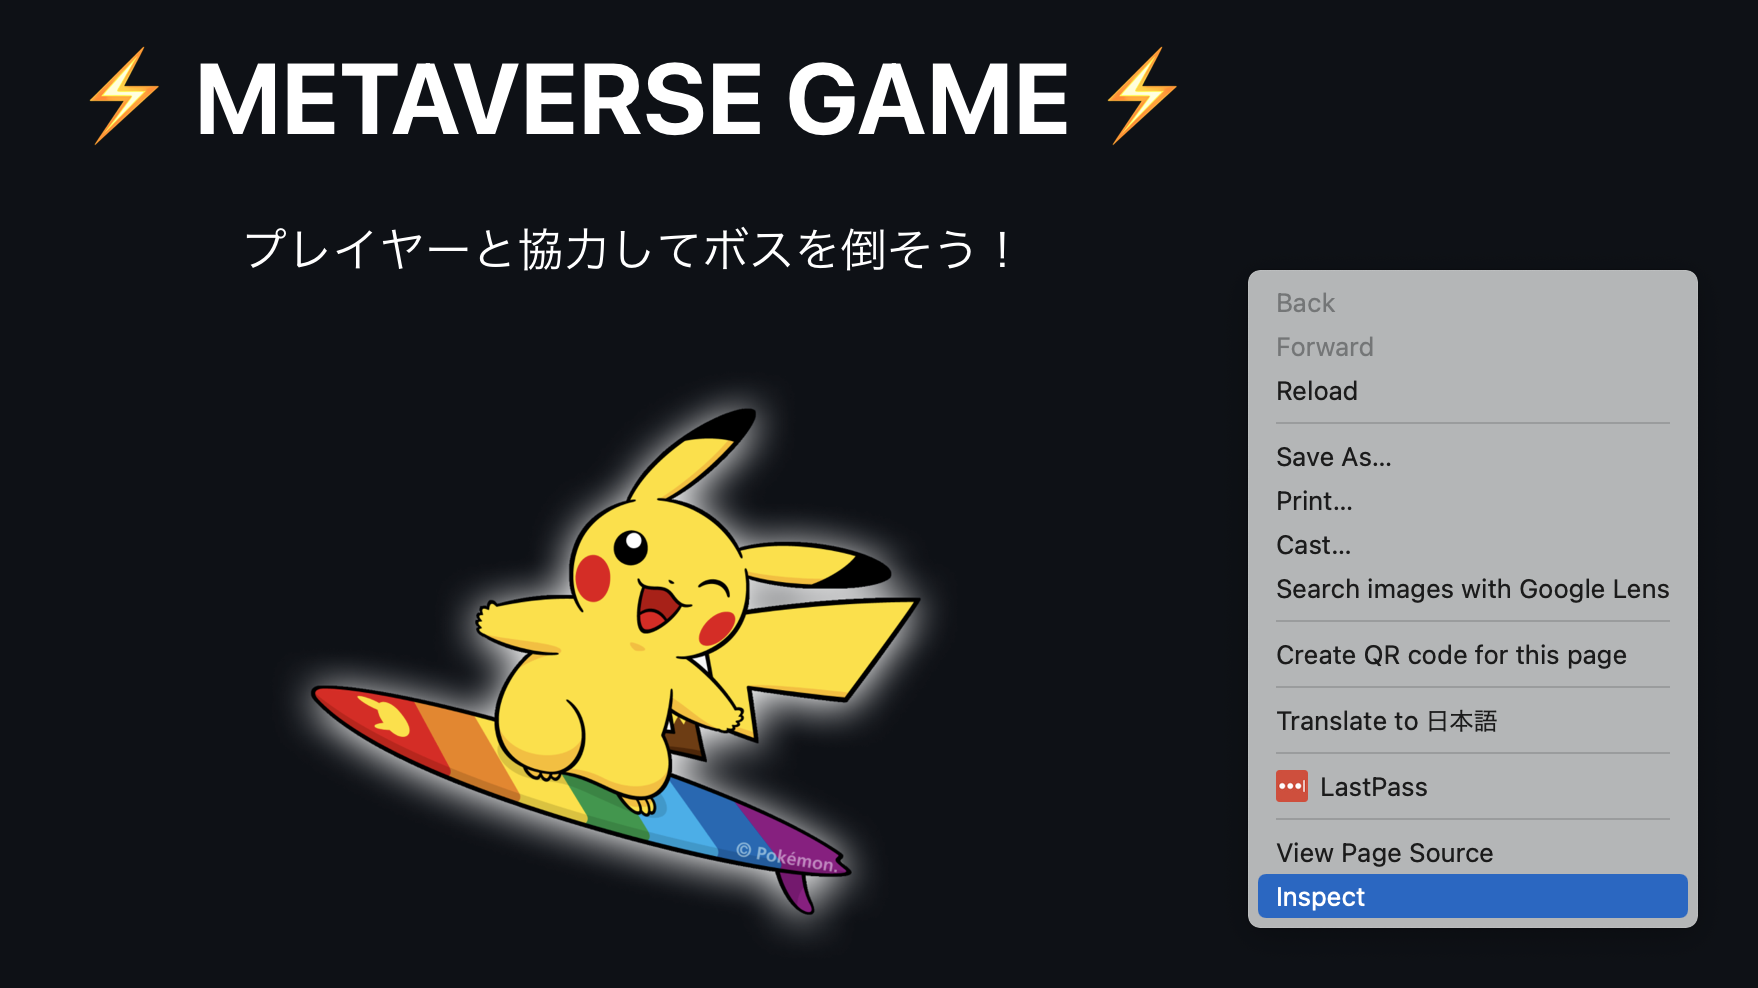 ⚡ METAVERSE GAME ⚡
プレイヤーと協力してボスを倒そう！
© Pokémon.
Back
Forward
Reload
Save As...
Print...
Cast...
Search images with Google Lens
Create QR code for this page
Translate to 日本語
LastPass
View Page Source
Inspect